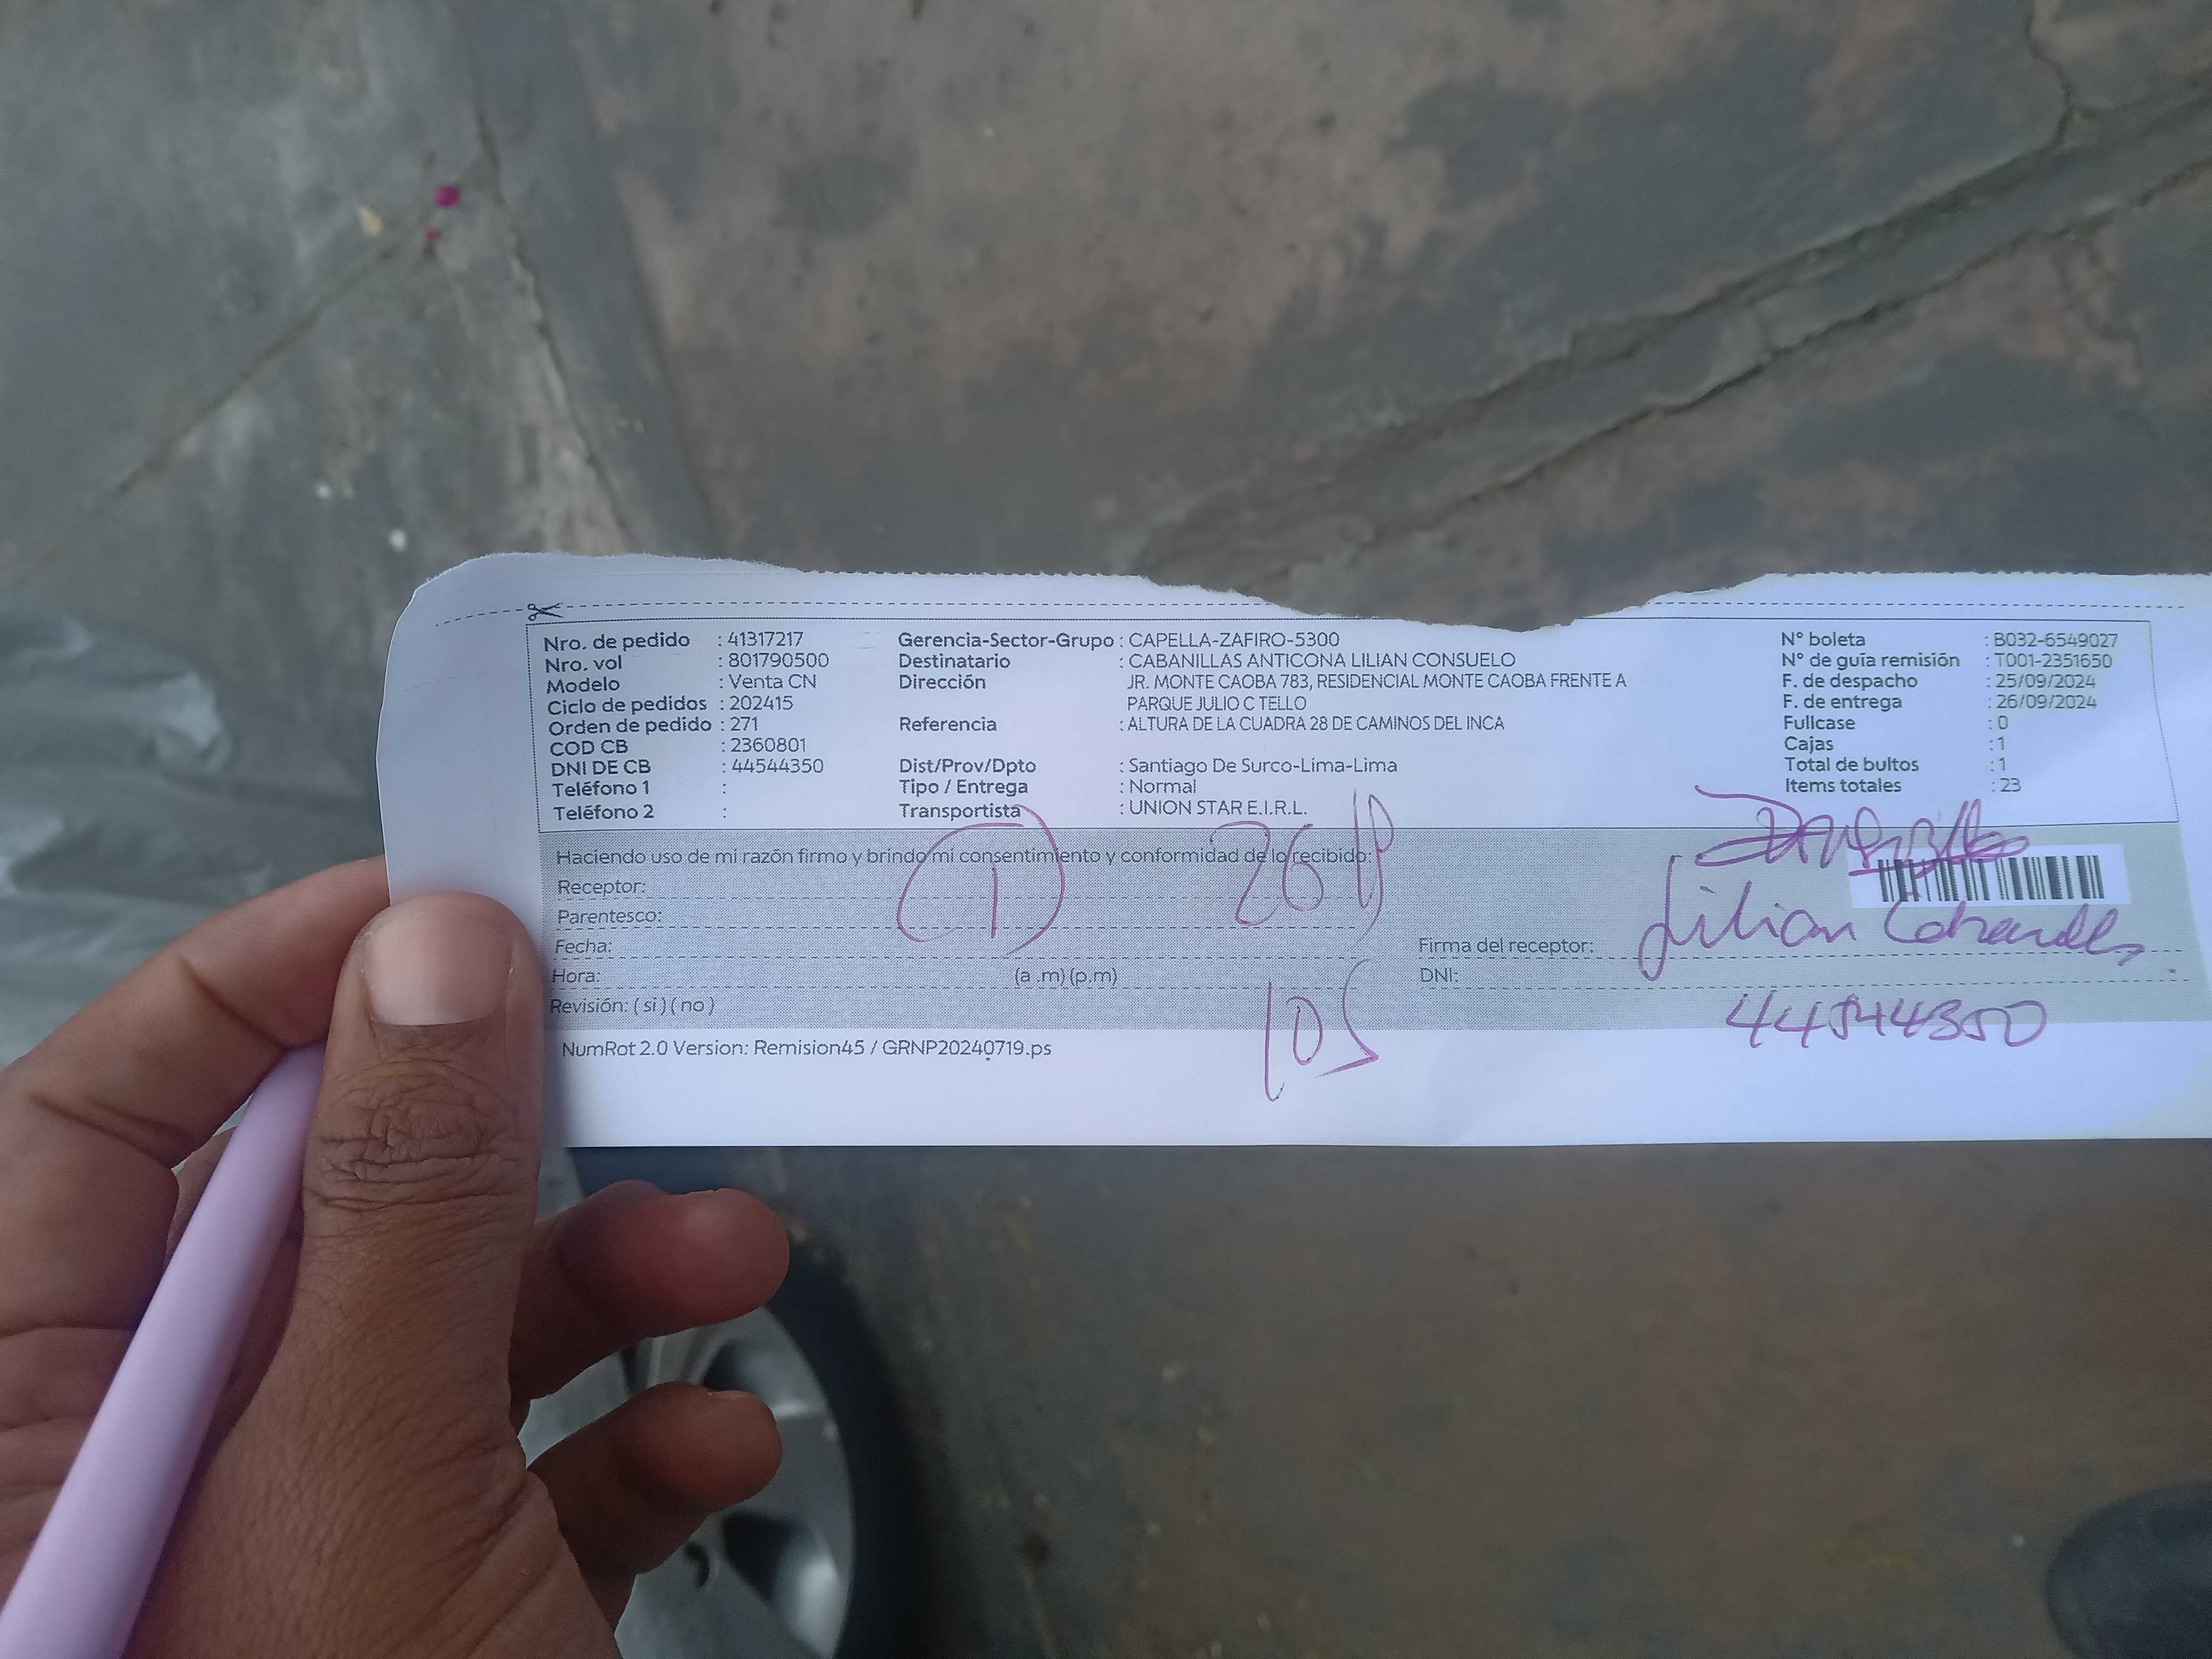 Nro. de pedido : 41317217 Gerencia-Sector-Grupo : CAPELLA-ZAFIRO-5300 N° boleta : B032-6549027
Nro. vol : 801790500 Destinatario : CABANILLAS ANTICONA LILIAN CONSUELO N° de guía remisión : T001-2351650
Modelo : Venta CN Dirección JR. MONTE CAOBA 783, RESIDENCIAL MONTE CAOBA FRENTE A F. de despacho : 25/09/2024
Ciclo de pedidos : 202415 PARQUE JULIO C TELLO F. de entrega : 26/09/2024
Orden de pedido : 271 Referencia : ALTURA DE LA CUADRA 28 DE CAMINOS DEL INCA Fullcase : 0
COD CB : 2360801 Cajas : 1
DNI DE CB : 44544350 Dist/Prov/Dpto : Santiago De Surco-Lima-Lima Total de bultos : 1
Teléfono 1 : Tipo / Entrega : Normal Items totales : 23
Teléfono 2 : Transportista : UNION STAR E.I.R.L.
Haciendo uso de mi razón firmo y brindo mi consentimiento y conformidad de lo recibido:
Receptor: 1 26
Parentesco:
Fecha: Firma del receptor: Lilian
Hora: (a .m) (p.m) DNI:
Revisión: ( si ) ( no ) 44544350
NumRot 2.0 Version: Remision45 / GRNP20240719.ps 105